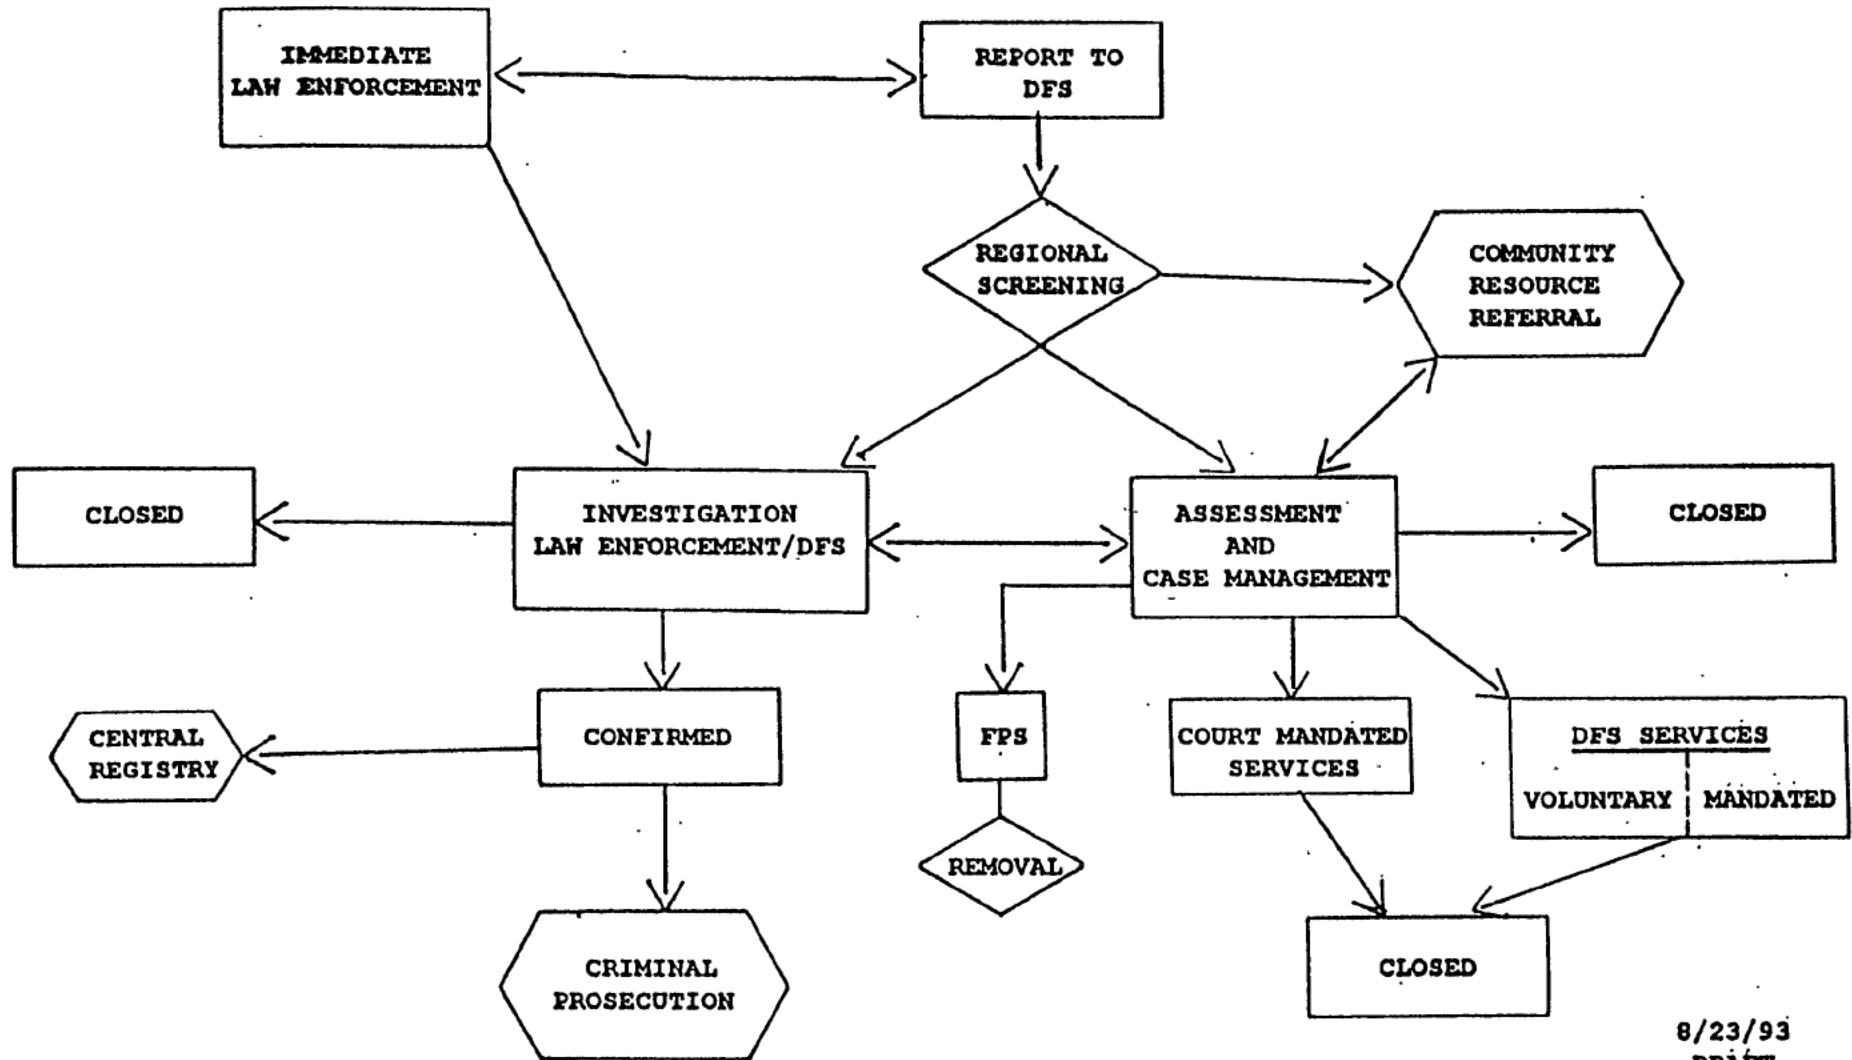 IMMEDIATE
LAW ENFORCEMENT
REPORT TO
DFS
REGIONAL
SCREENING
COMMUNITY
RESOURCE
REFERRAL
CLOSED
INVESTIGATION
LAW ENFORCEMENT/DFS
ASSESSMENT
AND
CASE MANAGEMENT
CLOSED
CENTRAL
REGISTRY
CONFIRMED
FPS
COURT MANDATED
SERVICES
DFS SERVICES
VOLUNTARY MANDATED
REMOVAL
CRIMINAL
PROSECUTION
CLOSED
8/23/93
DRAFT